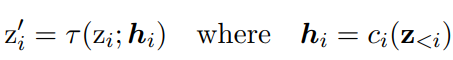 z′ᵢ = τ(zᵢ; 𝒉ᵢ) where 𝒉ᵢ = cᵢ(𝐳<ᵢ)